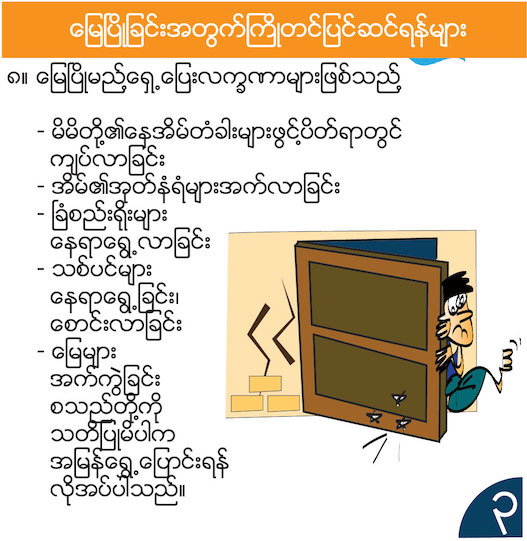 မြေပြိုခြင်းအတွက်ကြိုတင်ပြင်ဆင်ရန်များ
၈။ မြေပြိုမည့်ရှေ့ပြေးလက္ခဏာများဖြစ်သည့်
- မိမိတို့၏နေအိမ်တံခါးများဖွင့်ပိတ်ရာတွင်
ကျပ်လာခြင်း
- အိမ်၏အုတ်နံရံများအက်လာခြင်း
- ခြံစည်းရိုးများ
နေရာရွေ့လာခြင်း
- သစ်ပင်များ
နေရာရွေ့ခြင်း၊
စောင်းလာခြင်း
- မြေများ
အက်ကွဲခြင်း
စသည်တို့ကို
သတိပြုမိပါက
အမြန်ရွှေ့ပြောင်းရန်
လိုအပ်ပါသည်။
၃